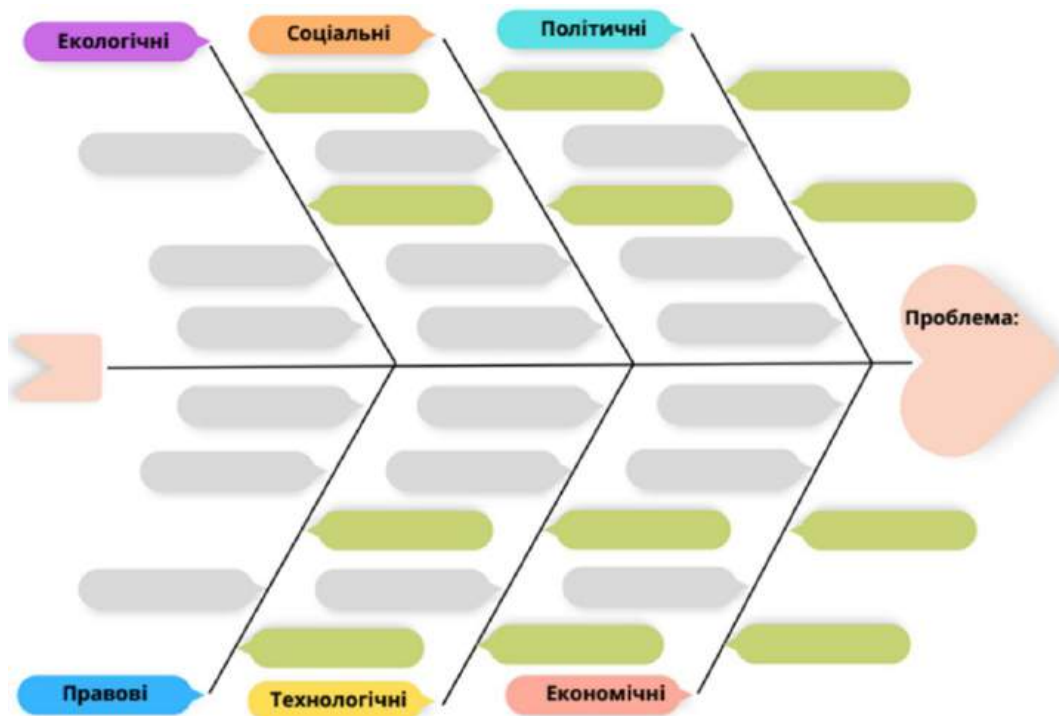 Екологічні
Соціальні
Політичні
Проблема:
Правові
Технологічні
Економічні